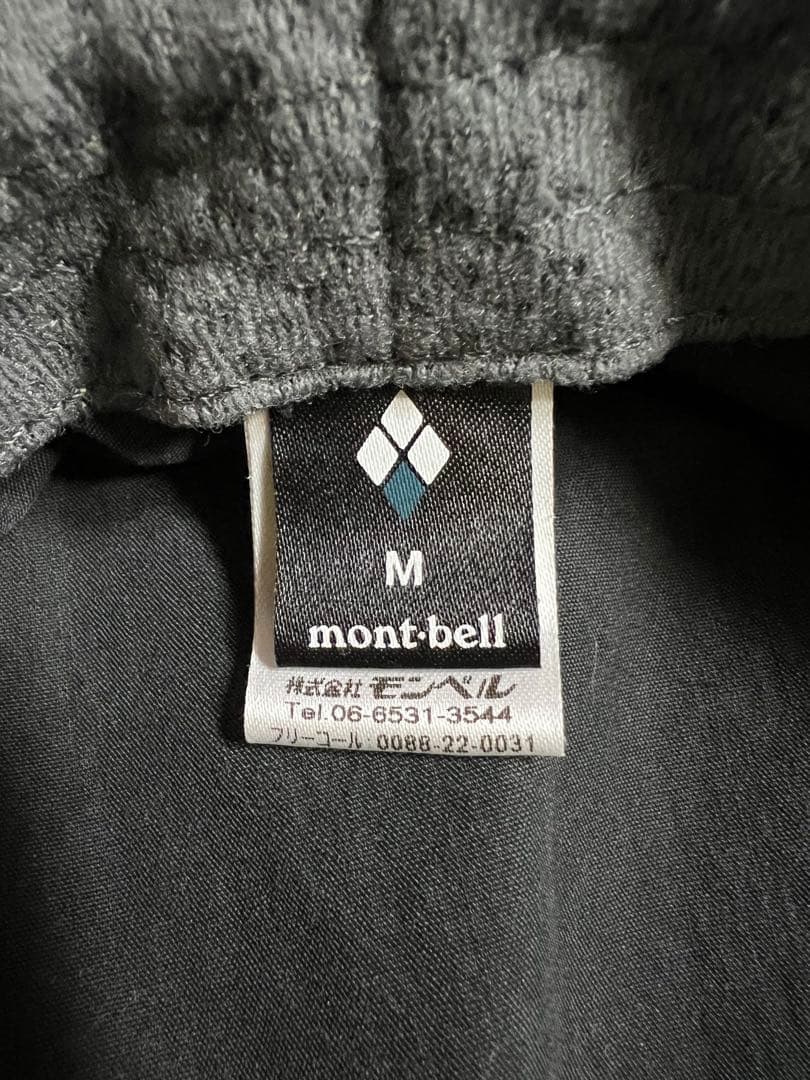 M
mont·bell
株式会社 モンベル
Tel.06-6531-3544
フリーコール 0088-22-0031